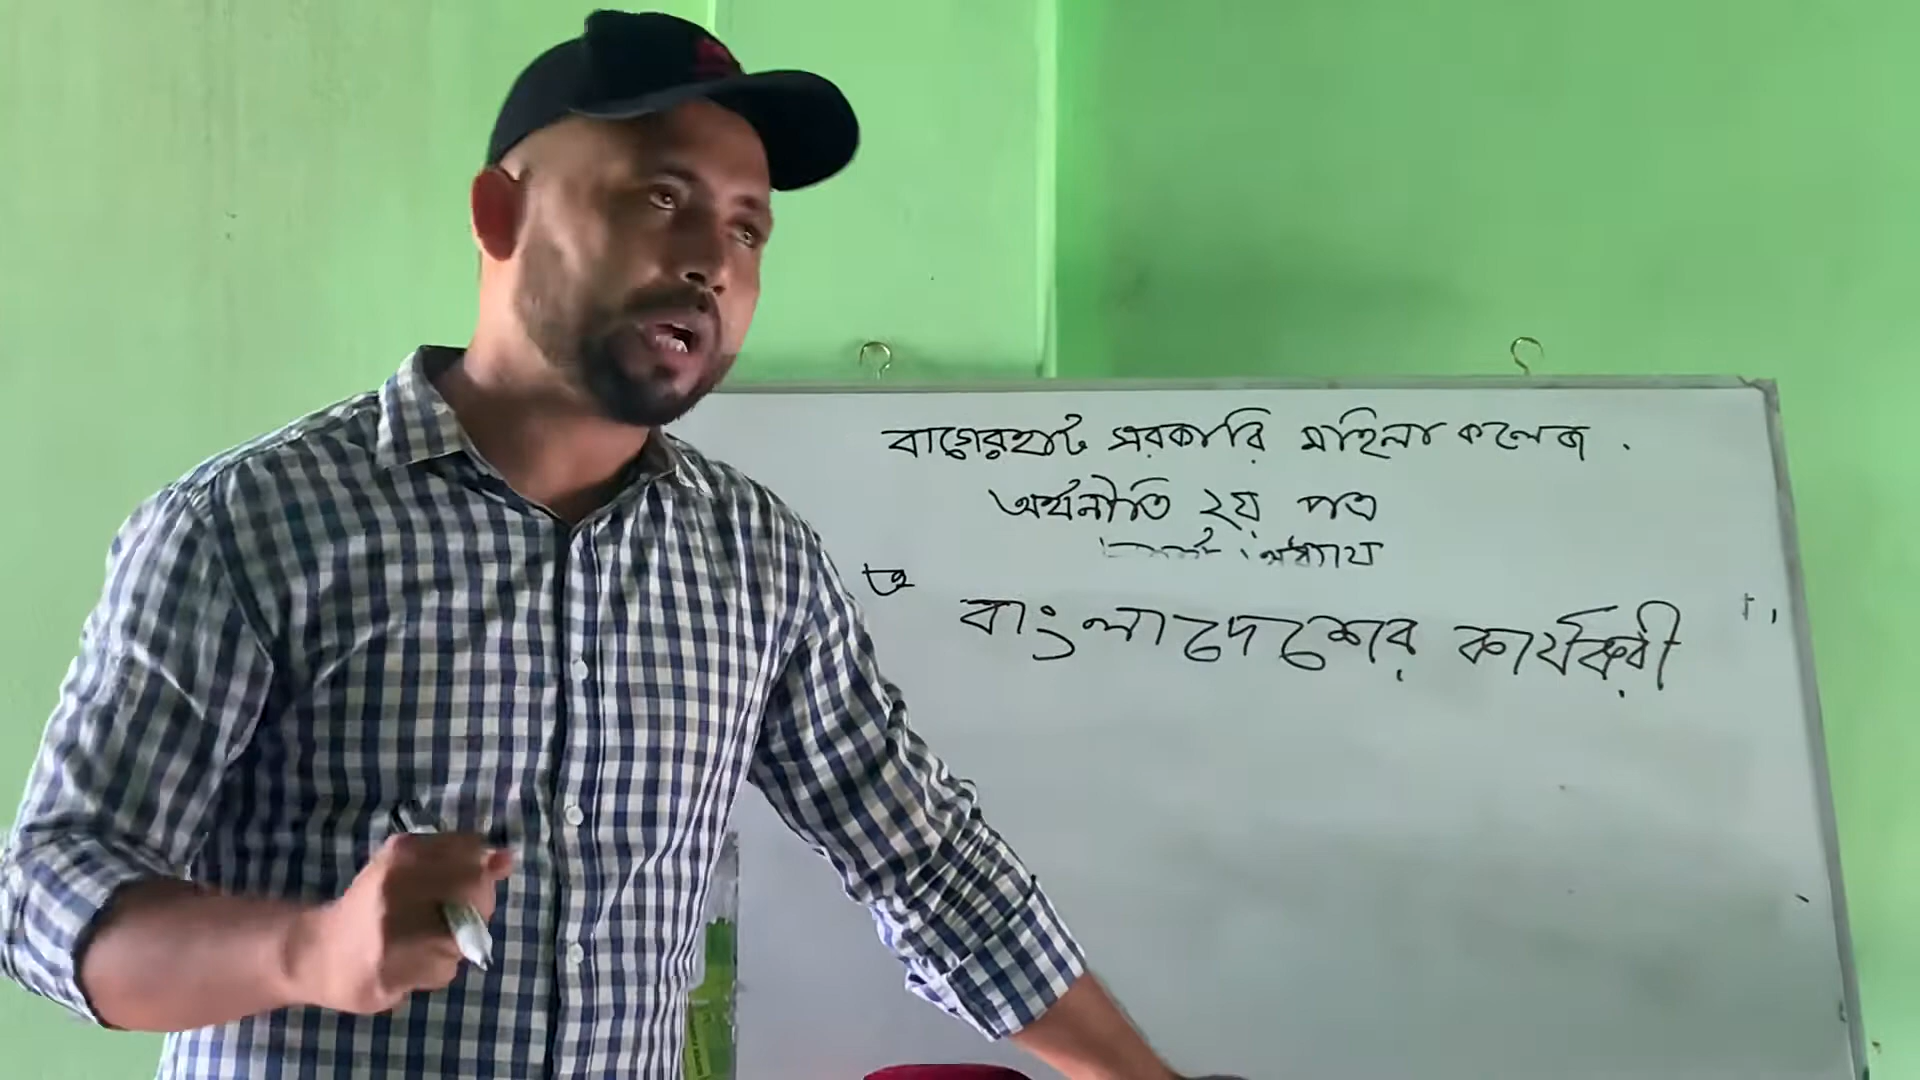 বাগেরহাট সরকারি মহিলা কলেজ .
অর্থনীতি ২য় পত্র
অধ্যায়
বাংলাদেশের কার্যকরী